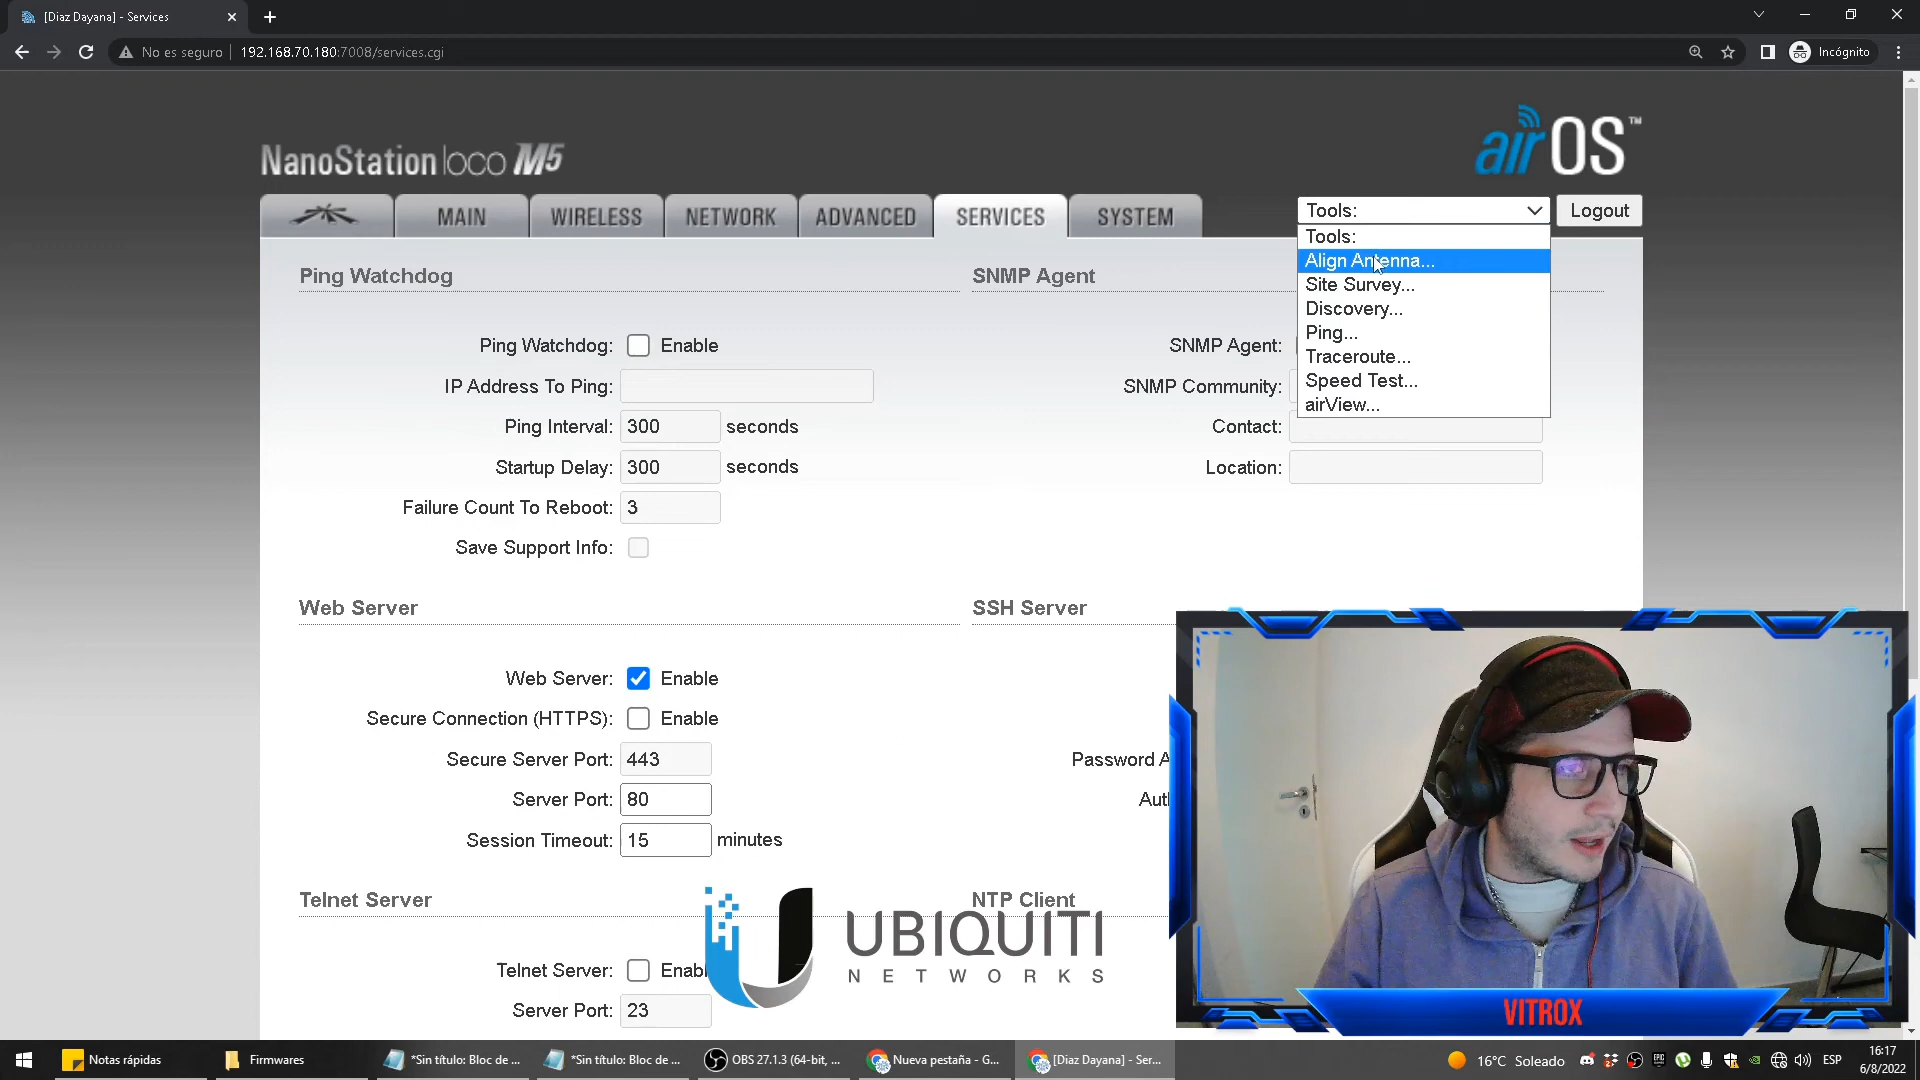 [Diaz Dayana] - Services
No es seguro
192.168.70.180:7008/services.cgi
Incógnito
NanoStation loco M5
airOS™
MAIN
WIRELESS
NETWORK
ADVANCED
SERVICES
SYSTEM
Tools:
Logout
Tools:
Align Antenna...
Site Survey...
Discovery...
Ping...
Traceroute...
Speed Test...
airView...
Ping Watchdog
Ping Watchdog: Enable
IP Address To Ping:
Ping Interval: 300 seconds
Startup Delay: 300 seconds
Failure Count To Reboot: 3
Save Support Info:
SNMP Agent
SNMP Agent:
SNMP Community:
Contact:
Location:
Web Server
Web Server: Enable
Secure Connection (HTTPS): Enable
Secure Server Port: 443
Server Port: 80
Session Timeout: 15 minutes
SSH Server
Password A
Aut
Telnet Server
Telnet Server: Enabl
Server Port: 23
NTP Client
UBIQUITI
NETWORKS
VITROX
Notas rápidas
Firmwares
*Sin título: Bloc de ...
*Sin título: Bloc de ...
OBS 27.1.3 (64-bit, ...
Nueva pestaña - G...
[Diaz Dayana] - Ser...
16°C Soleado
ESP
16:17
6/8/2022